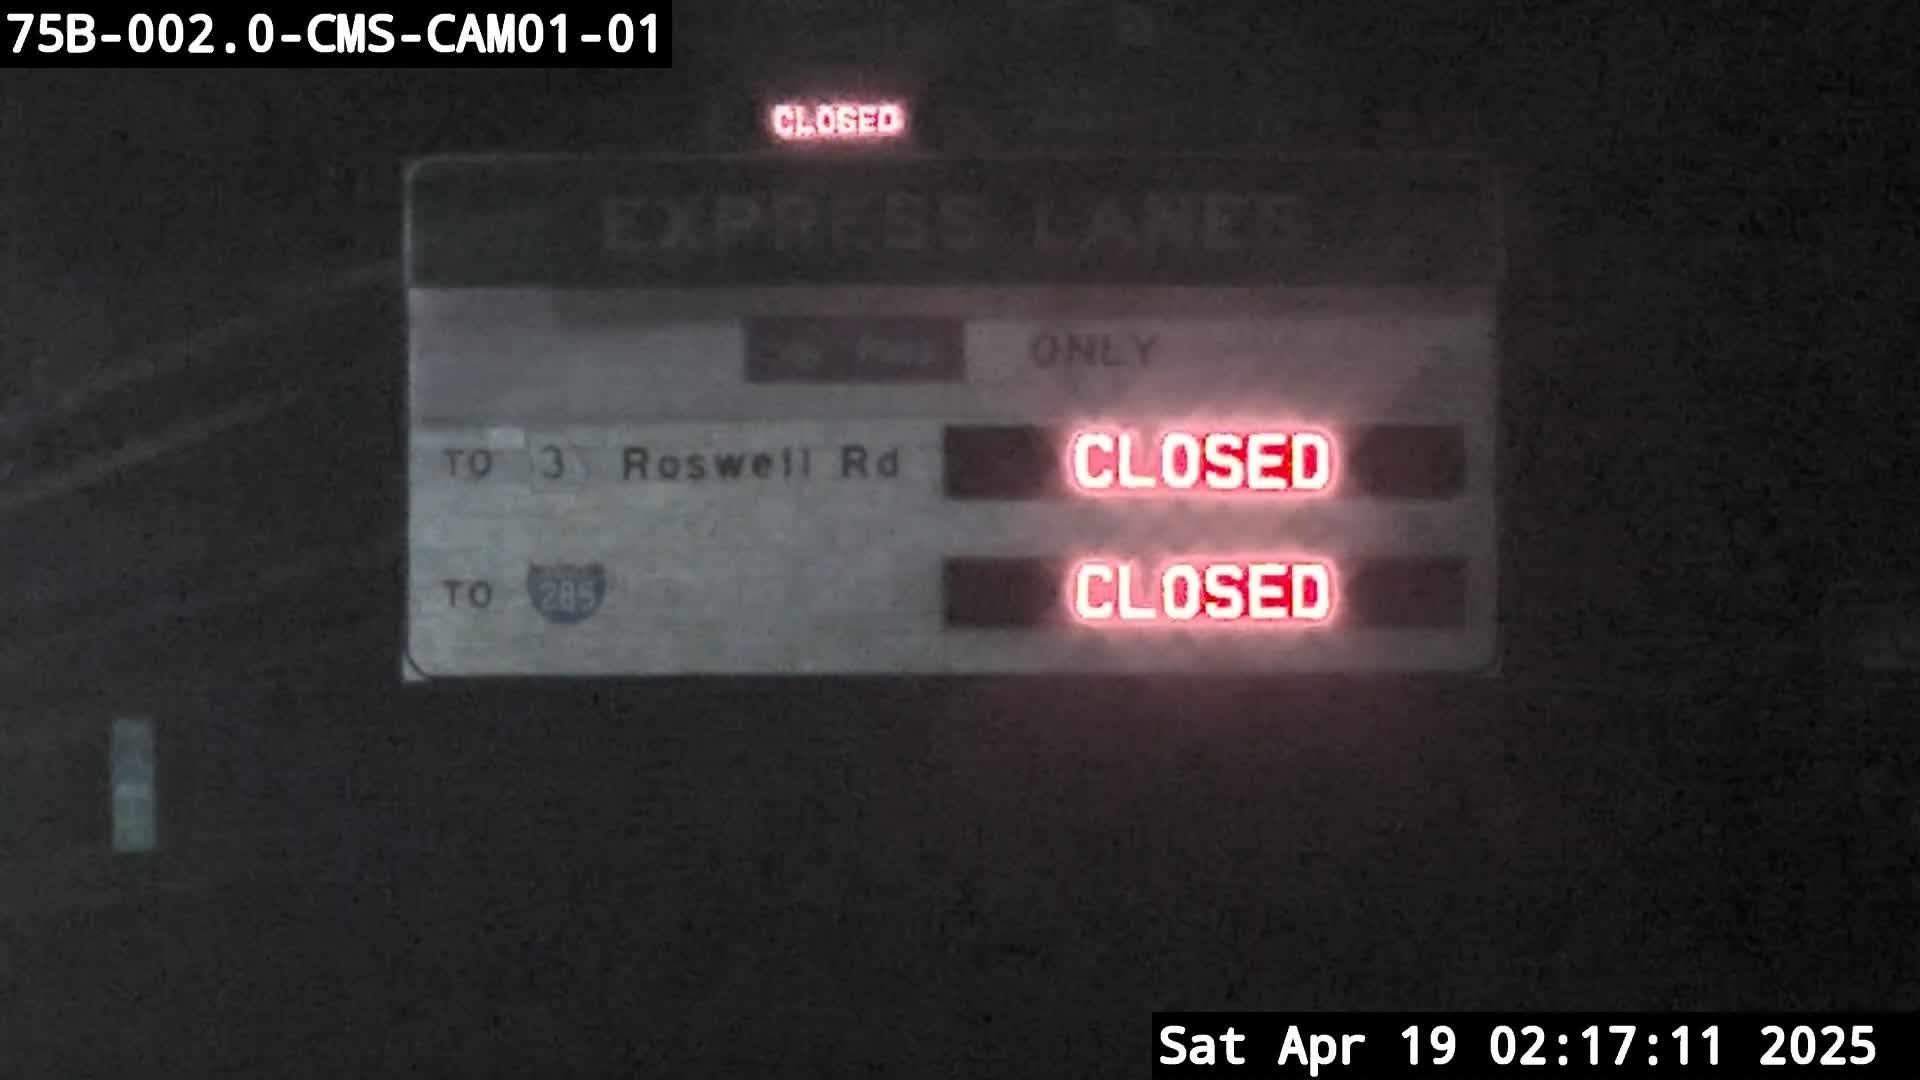 75B-002.0-CMS-CAM01-01
CLOSED
EXPRESS LANES
ONLY
TO 3 Roswell Rd CLOSED
TO 285 CLOSED
Sat Apr 19 02:17:11 2025